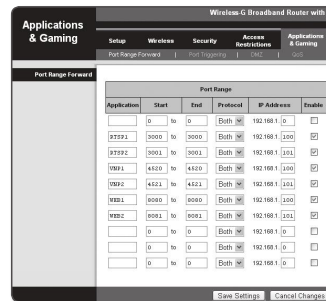 Wireless-G Broadband Router with
Applications & Gaming
Setup Wireless Security Access Restrictions Applications & Gaming
Port Range Forward | Port Triggering | DMZ | QoS
Port Range Forward
Port Range
Application Start End Protocol IP Address Enable
0 to 0 Both 192.168.1. 0
RTSP1 3000 to 3000 Both 192.168.1. 100
RTSP2 3001 to 3001 Both 192.168.1. 101
VNP1 4520 to 4520 Both 192.168.1. 100
VNP2 4521 to 4521 Both 192.168.1. 101
WEB1 8080 to 8080 Both 192.168.1. 100
WEB2 8081 to 8081 Both 192.168.1. 101
0 to 0 Both 192.168.1. 0
0 to 0 Both 192.168.1. 0
0 to 0 Both 192.168.1. 0
Save Settings Cancel Changes